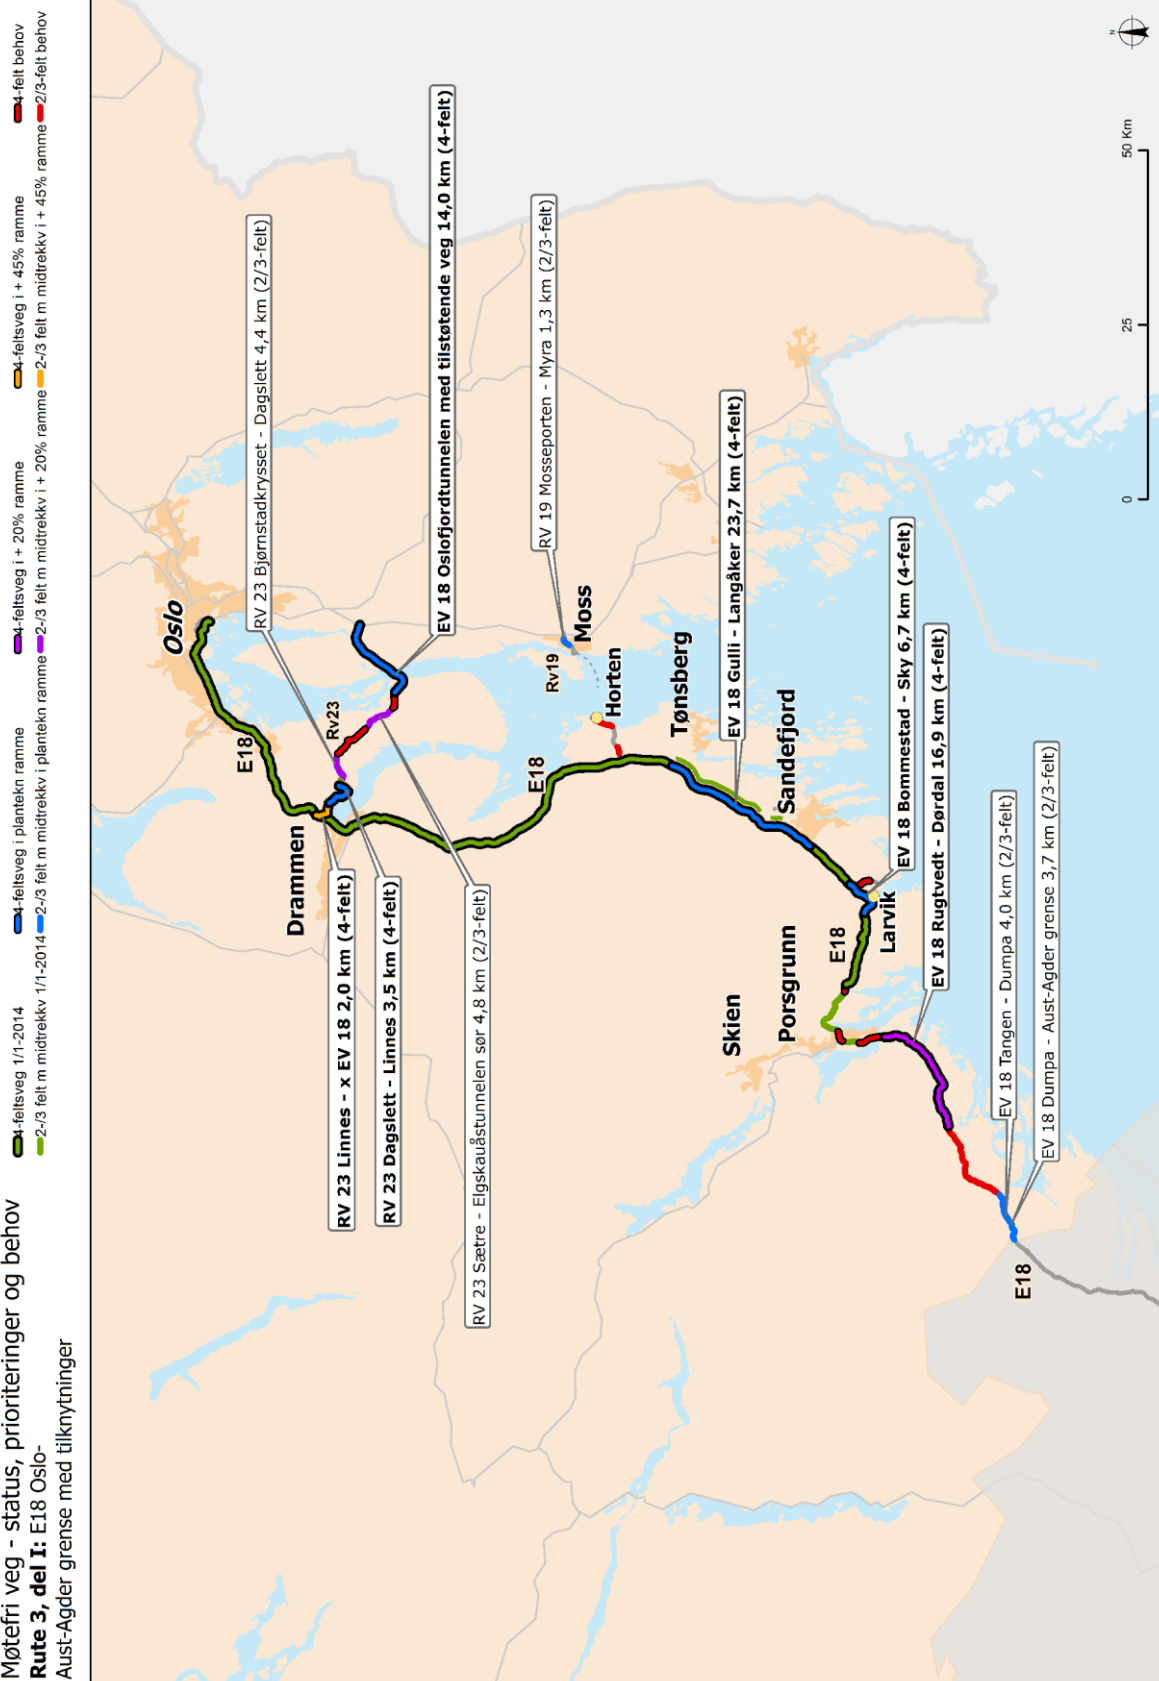 Møtefri veg - status, prioriteringer og behov
Rute 3, del I: E18 Oslo-
Aust-Agder grense med tilknytninger
4-feltsveg 1/1-2014
4-feltsveg i plantekn ramme
4-feltsveg i + 20% ramme
4-feltsveg i + 45% ramme
4-felt behov
2-/3 felt m midtrekkv 1/1-2014
2-/3 felt m midtrekkv i plantekn ramme
2-/3 felt m midtrekkv i + 20% ramme
2-/3 felt m midtrekkv i + 45% ramme
2/3-felt behov
Oslo
E18
RV 23 Bjørnstadkrysset - Dagslett 4,4 km (2/3-felt)
Rv23
Drammen
RV 23 Linnes - x EV 18 2,0 km (4-felt)
RV 23 Dagslett - Linnes 3,5 km (4-felt)
EV 18 Oslofjordtunnelen med tilstøtende veg 14,0 km (4-felt)
RV 23 Sætre - Elgskauåstunnelen sør 4,8 km (2/3-felt)
E18
RV 19 Mosseporten - Myra 1,3 km (2/3-felt)
Rv19
Moss
Horten
Tønsberg
EV 18 Gulli - Langåker 23,7 km (4-felt)
Skien
Porsgrunn
Sandefjord
E18
Larvik
EV 18 Bommestad - Sky 6,7 km (4-felt)
EV 18 Rugtvedt - Dørdal 16,9 km (4-felt)
EV 18 Tangen - Dumpa 4,0 km (2/3-felt)
EV 18 Dumpa - Aust-Agder grense 3,7 km (2/3-felt)
E18
N
0
25
50 Km